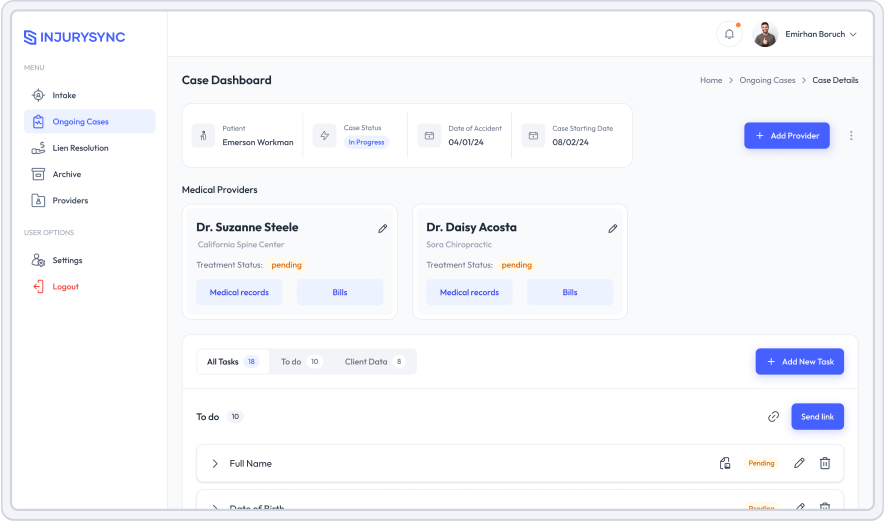 INJURYSYNC
Emirhan Boruch
MENU
Intake
Ongoing Cases
Lien Resolution
Archive
Providers
USER OPTIONS
Settings
Logout
Case Dashboard
Home > Ongoing Cases > Case Details
Patient
Emerson Workman
Case Status
In Progress
Date of Accident
04/01/24
Case Starting Date
08/02/24
+ Add Provider
Medical Providers
Dr. Suzanne Steele
California Spine Center
Treatment Status: pending
Medical records Bills
Dr. Daisy Acosta
Sora Chiropractic
Treatment Status: pending
Medical records Bills
All Tasks 18 To do 10 Client Data 8
+ Add New Task
To do 10
Send link
Full Name Pending
Date of Birth Pending